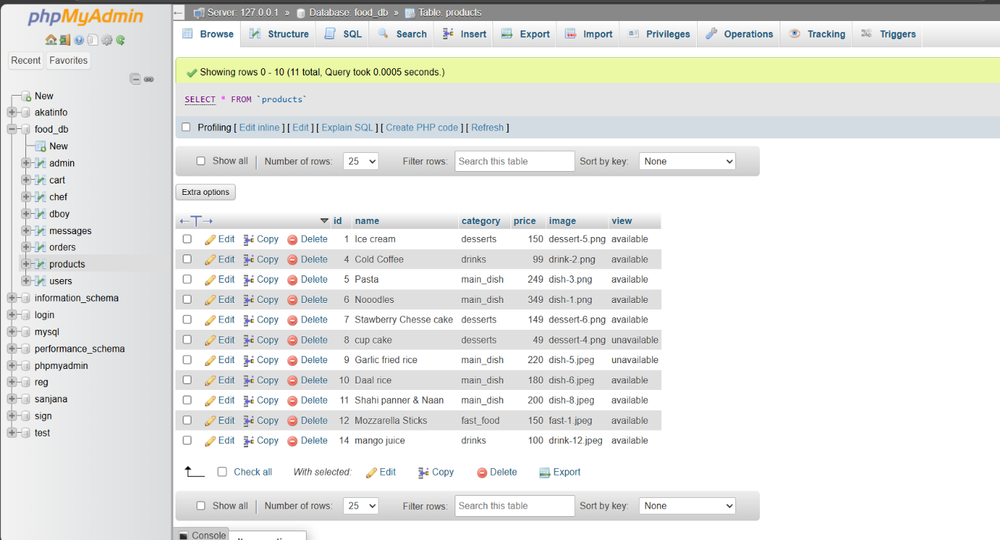 phpMyAdmin
Recent Favorites
New
akatinfo
food_db
New
admin
cart
chef
dboy
messages
orders
products
users
information_schema
login
mysql
performance_schema
phpmyadmin
reg
sanjana
sign
test
Server: 127.0.0.1 » Database: food_db » Table: products
Browse Structure SQL Search Insert Export Import Privileges Operations Tracking Triggers
Showing rows 0 - 10 (11 total, Query took 0.0005 seconds.)
SELECT * FROM `products`
Profiling [ Edit inline ] [ Edit ] [ Explain SQL ] [ Create PHP code ] [ Refresh ]
Show all Number of rows: 25 Filter rows: Search this table Sort by key: None
Extra options
←T→ id name category price image view
Edit Copy Delete 1 Ice cream desserts 150 dessert-5.png available
Edit Copy Delete 4 Cold Coffee drinks 99 drink-2.png available
Edit Copy Delete 5 Pasta main_dish 249 dish-3.png available
Edit Copy Delete 6 Nooodles main_dish 349 dish-1.png available
Edit Copy Delete 7 Stawberry Chesse cake desserts 149 dessert-6.png available
Edit Copy Delete 8 cup cake desserts 49 dessert-4.png unavailable
Edit Copy Delete 9 Garlic fried rice main_dish 220 dish-5.jpeg unavailable
Edit Copy Delete 10 Daal rice main_dish 180 dish-6.jpeg available
Edit Copy Delete 11 Shahi panner & Naan main_dish 200 dish-8.jpeg available
Edit Copy Delete 12 Mozzarella Sticks fast_food 150 fast-1.jpeg available
Edit Copy Delete 14 mango juice drinks 100 drink-12.jpeg available
Check all With selected: Edit Copy Delete Export
Show all Number of rows: 25 Filter rows: Search this table Sort by key: None
Console